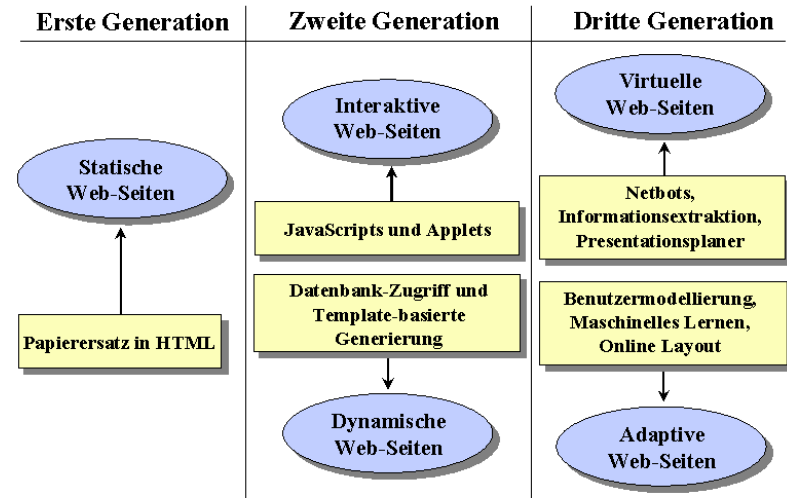 Erste Generation
Zweite Generation
Dritte Generation
Statische
Web-Seiten
Papierersatz in HTML
Interaktive
Web-Seiten
JavaScripts und Applets
Datenbank-Zugriff und
Template-basierte
Generierung
Dynamische
Web-Seiten
Virtuelle
Web-Seiten
Netbots,
Informationsextraktion,
Presentationsplaner
Benutzermodellierung,
Maschinelles Lernen,
Online Layout
Adaptive
Web-Seiten